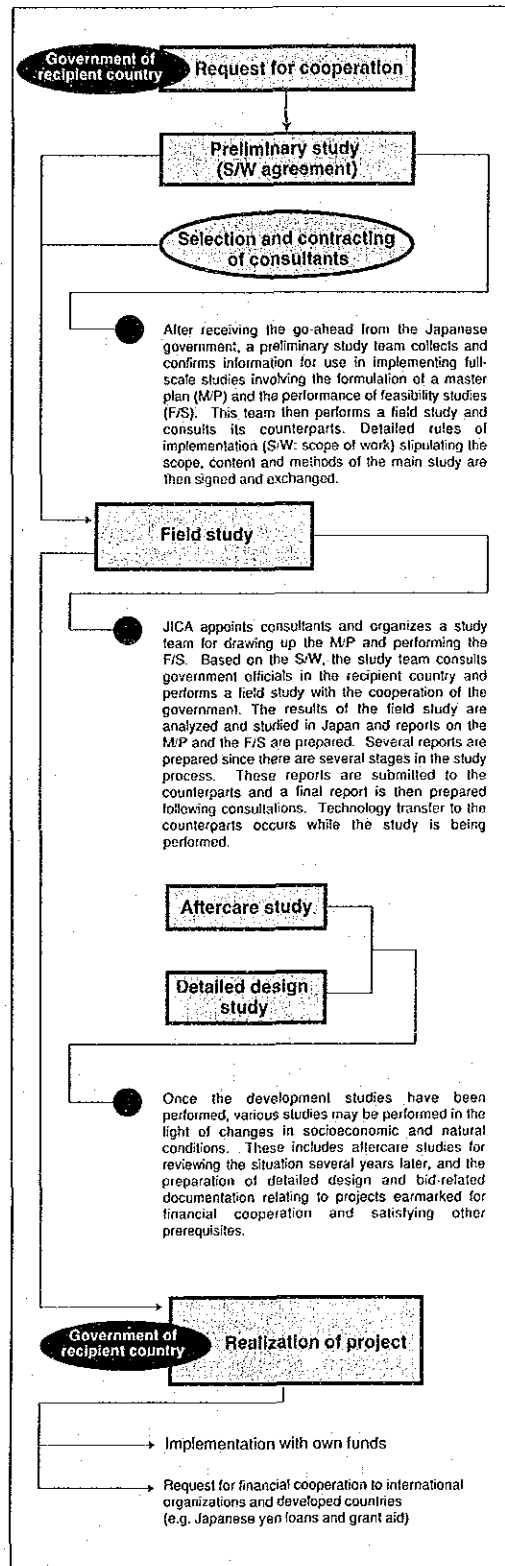 Government of
recipient country
Request for cooperation
Preliminary study
(S/W agreement)
Selection and contracting
of consultants
After receiving the go-ahead from the Japanese
government, a preliminary study team collects and
confirms information for use in implementing full-
scale studies involving the formulation of a master
plan (M/P) and the performance of feasibility studies
(F/S). This team then performs a field study and
consults its counterparts. Detailed rules of
implementation (S/W: scope of work) stipulating the
scope, content and methods of the main study are
then signed and exchanged.
Field study
JICA appoints consultants and organizes a study
team for drawing up the M/P and performing the
F/S. Based on the S/W, the study team consults
government officials in the recipient country and
performs a field study with the cooperation of the
government. The results of the field study are
analyzed and studied in Japan and reports on the
M/P and the F/S are prepared. Several reports are
prepared since there are several stages in the study
process. These reports are submitted to the
counterparts and a final report is then prepared
following consultations. Technology transfer to the
counterparts occurs while the study is being
performed.
Aftercare study
Detailed design
study
Once the development studies have been
performed, various studies may be performed in the
light of changes in socioeconomic and natural
conditions. These includes aftercare studies for
reviewing the situation several years later, and the
preparation of detailed design and bid-related
documentation relating to projects earmarked for
financial cooperation and satisfying other
prerequisites.
Government of
recipient country
Realization of project
Implementation with own funds
Request for financial cooperation to international
organizations and developed countries
(e.g. Japanese yen loans and grant aid)